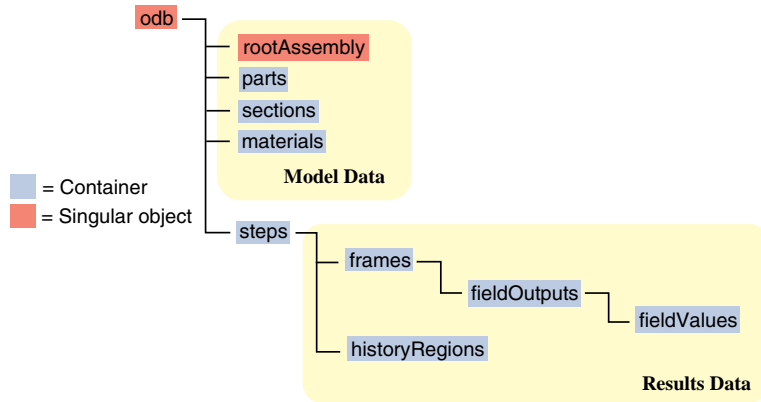 odb
rootAssembly
parts
sections
materials
Model Data
= Container
= Singular object
steps
frames
fieldOutputs
fieldValues
historyRegions
Results Data